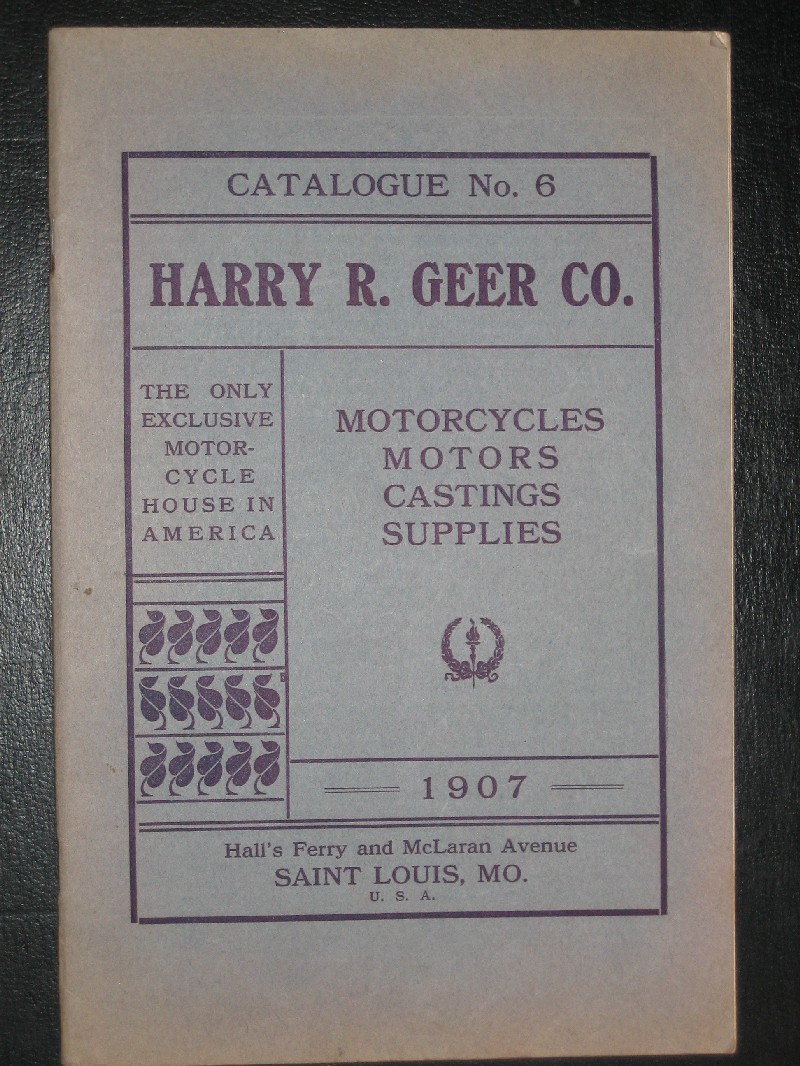 CATALOGUE No. 6
HARRY R. GEER CO.
THE ONLY
EXCLUSIVE
MOTOR-
CYCLE
HOUSE IN
AMERICA
MOTORCYCLES
MOTORS
CASTINGS
SUPPLIES
1907
Hall's Ferry and McLaran Avenue
SAINT LOUIS, MO.
U. S. A.